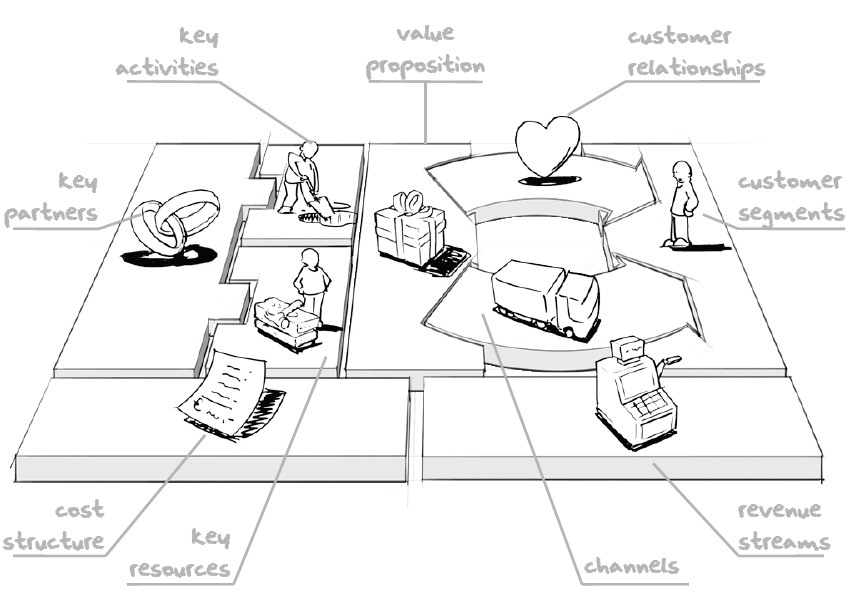 key
activities
value
proposition
customer
relationships
key
partners
customer
segments
cost
structure
key
resources
channels
revenue
streams